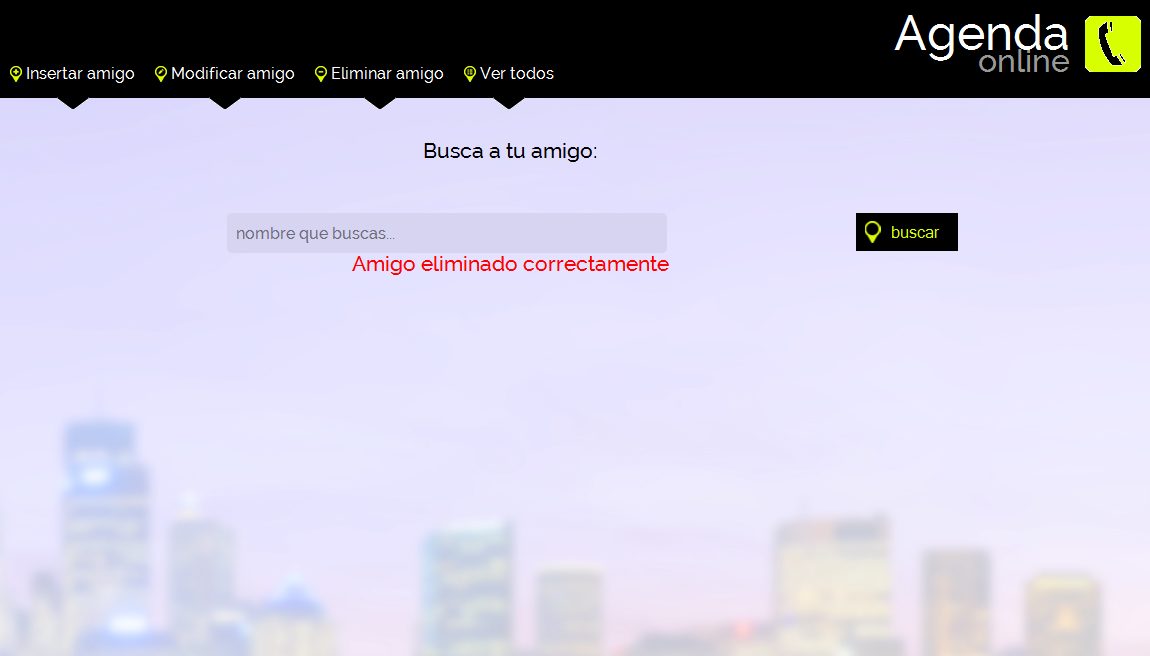 Agenda
online
Insertar amigo Modificar amigo Eliminar amigo Ver todos
Busca a tu amigo:
nombre que buscas...
buscar
Amigo eliminado correctamente